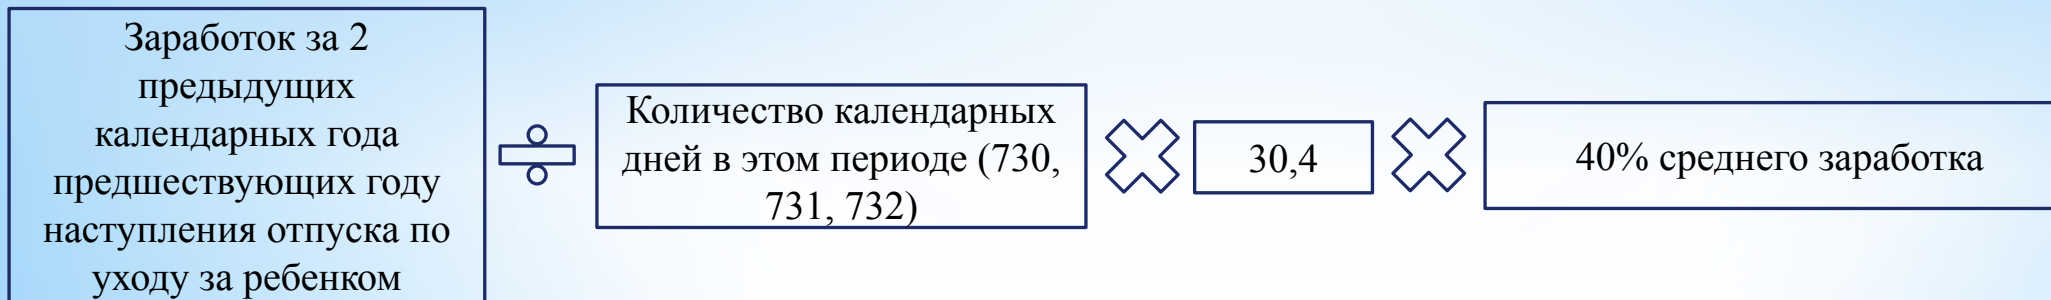 Заработок за 2
предыдущих
календарных года
предшествующих году
наступления отпуска по
уходу за ребенком
Количество календарных
дней в этом периоде (730,
731, 732)
30,4
40% среднего заработка